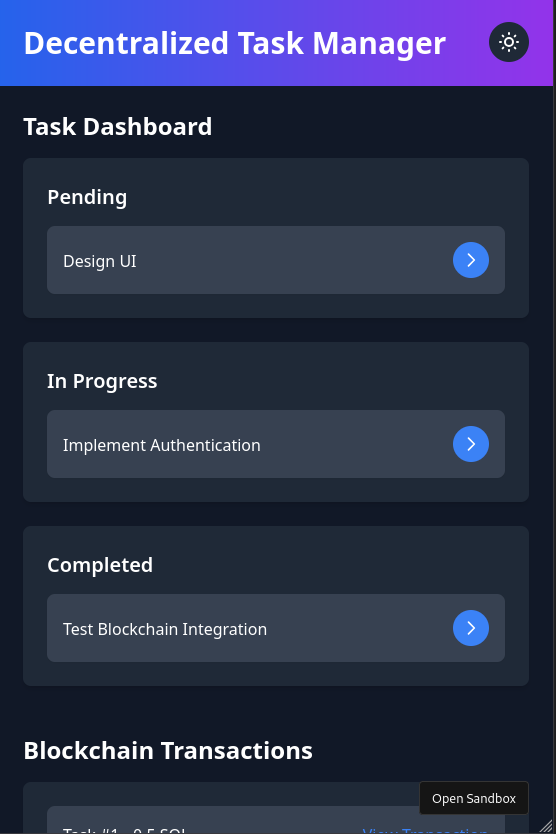 Decentralized Task Manager
Task Dashboard
Pending
Design UI
In Progress
Implement Authentication
Completed
Test Blockchain Integration
Blockchain Transactions
Open Sandbox
Task #1 - 0.5 SOL
View Transaction